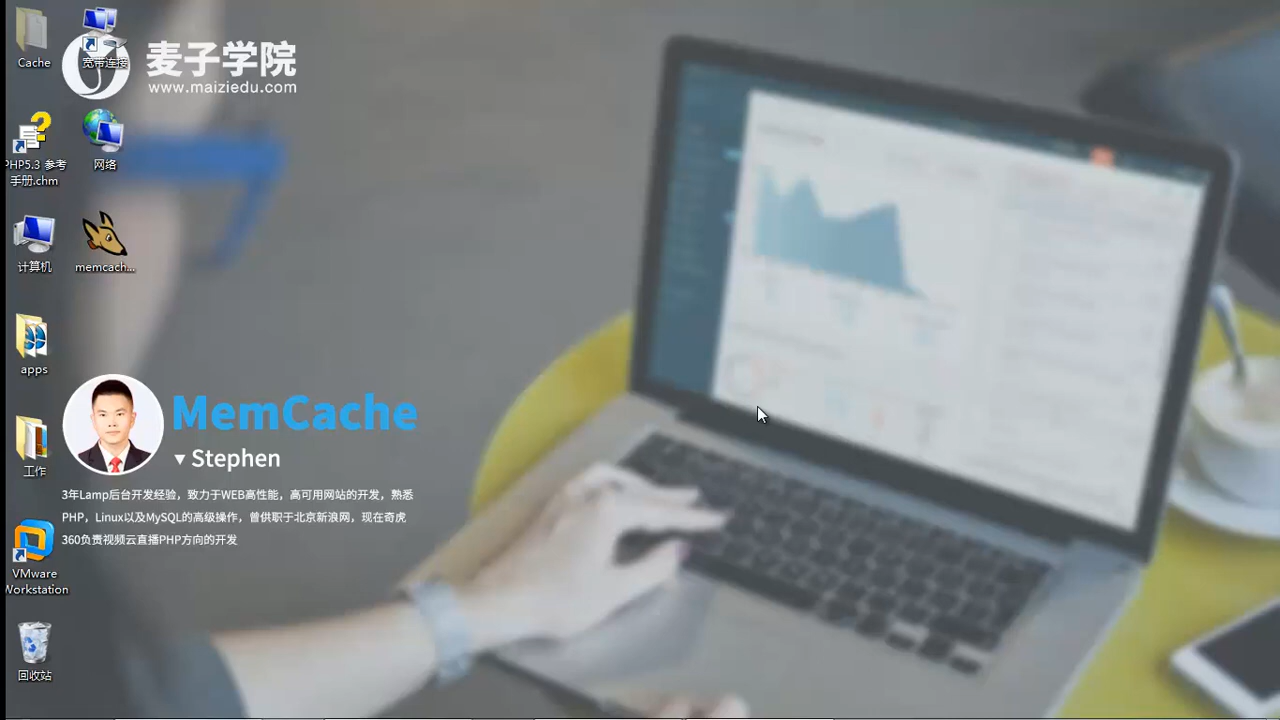 Cache
宽带连接
麦子学院
www.maiziedu.com
PHP5.3 参考
手册.chm
网络
计算机
memcach...
apps
MemCache
▾ Stephen
工作
3年Lamp后台开发经验，致力于WEB高性能，高可用网站的开发，熟悉
PHP，Linux以及MySQL的高级操作，曾供职于北京新浪网，现在奇虎
360负责视频云直播PHP方向的开发
VMware
Workstation
回收站